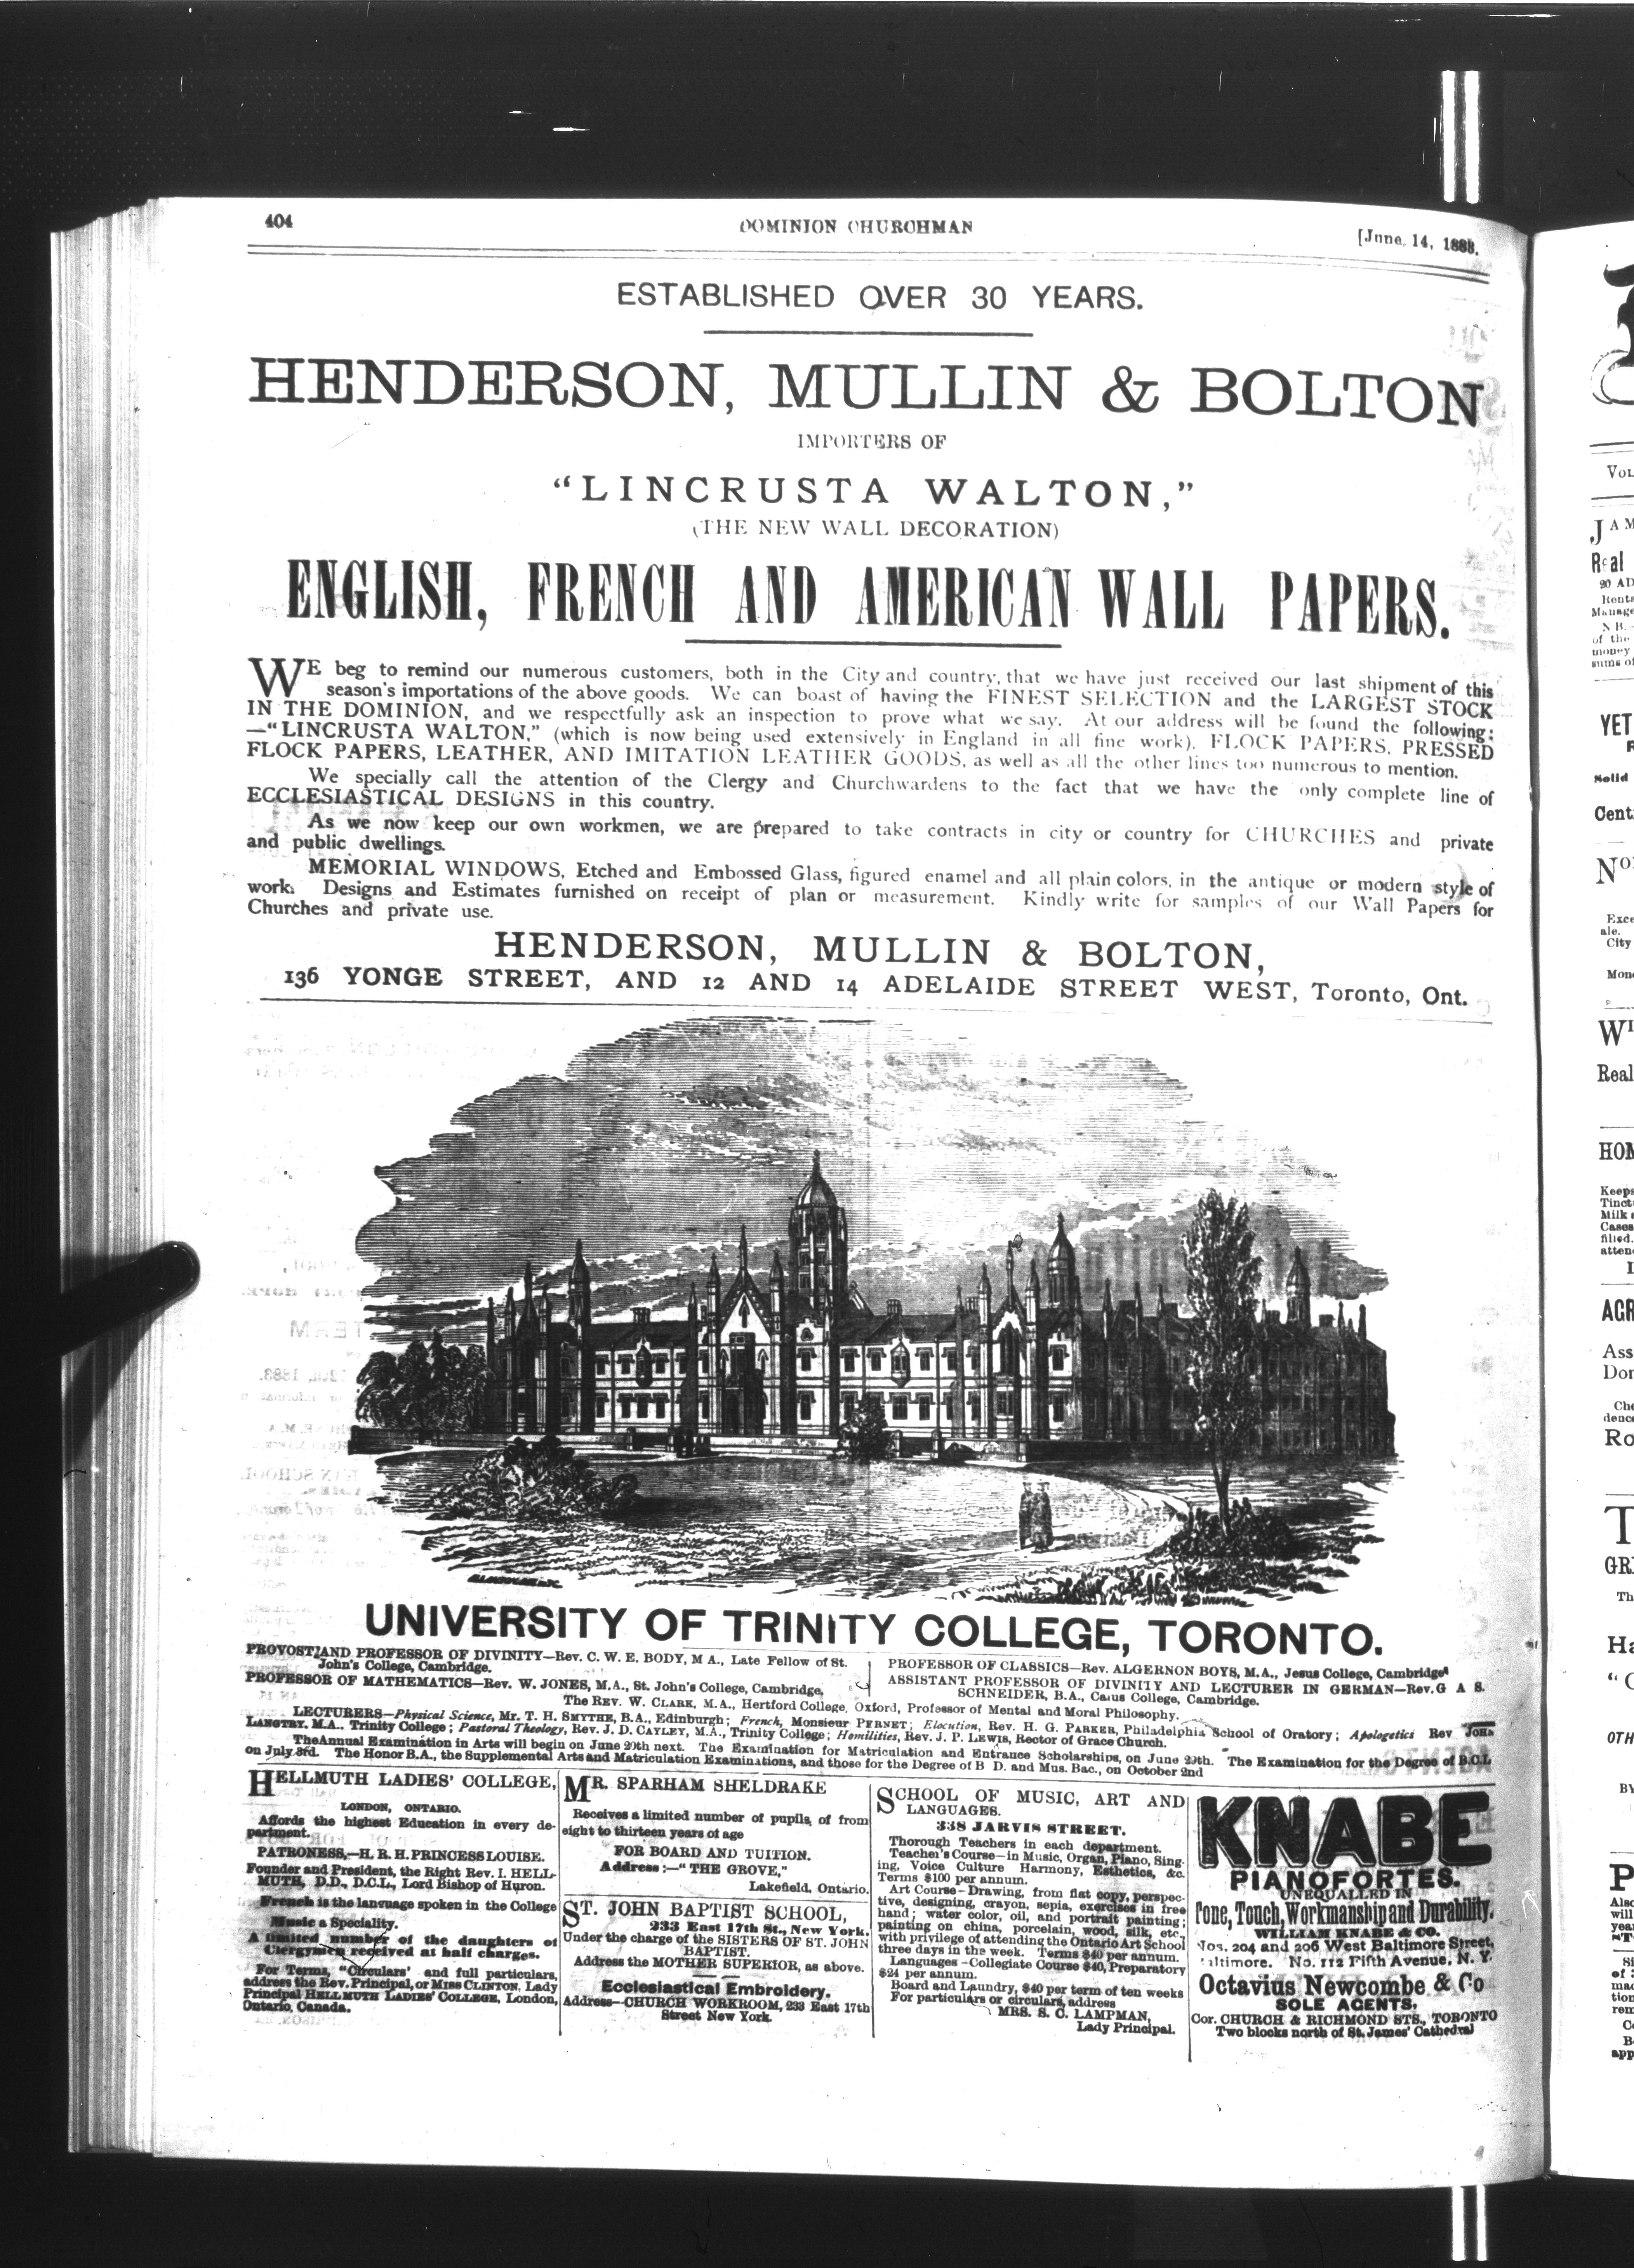 404
DOMINION CHURCHMAN
[June, 14, 1883.
ESTABLISHED OVER 30 YEARS.
HENDERSON, MULLIN & BOLTON
IMPORTERS OF
"LINCRUSTA WALTON,"
(THE NEW WALL DECORATION)
ENGLISH, FRENCH AND AMERICAN WALL PAPERS.
WE beg to remind our numerous customers, both in the City and country, that we have just received our last shipment of this
season's importations of the above goods. We can boast of having the FINEST SELECTION and the LARGEST STOCK
IN THE DOMINION, and we respectfully ask an inspection to prove what we say. At our address will be found the following:
—"LINCRUSTA WALTON," (which is now being used extensively in England in all fine work), FLOCK PAPERS, PRESSED
FLOCK PAPERS, LEATHER, AND IMITATION LEATHER GOODS, as well as all the other lines too numerous to mention.
We specially call the attention of the Clergy and Churchwardens to the fact that we have the only complete line of
ECCLESIASTICAL DESIGNS in this country.
As we now keep our own workmen, we are prepared to take contracts in city or country for CHURCHES and private
and public dwellings.
MEMORIAL WINDOWS, Etched and Embossed Glass, figured enamel and all plain colors, in the antique or modern style of
work. Designs and Estimates furnished on receipt of plan or measurement. Kindly write for samples of our Wall Papers for
Churches and private use.
HENDERSON, MULLIN & BOLTON,
136 YONGE STREET, AND 12 AND 14 ADELAIDE STREET WEST, Toronto, Ont.
UNIVERSITY OF TRINITY COLLEGE, TORONTO.
PROVOST AND PROFESSOR OF DIVINITY—Rev. C. W. E. BODY, M A., Late Fellow of St.
John's College, Cambridge.
PROFESSOR OF MATHEMATICS—Rev. W. JONES, M.A., St. John's College, Cambridge,
PROFESSOR OF CLASSICS—Rev. ALGERNON BOYS, M.A., Jesus College, Cambridge
ASSISTANT PROFESSOR OF DIVINITY AND LECTURER IN GERMAN—Rev. G A S.
SCHNEIDER, B.A., Caius College, Cambridge.
The REV. W. CLARK, M.A., Hertford College, Oxford, Professor of Mental and Moral Philosophy.
LECTURERS—Physical Science, Mr. T. H. SMYTHE, B.A., Edinburgh; French, Monsieur PERNET; Elocution, Rev. H. G. PARKER, Philadelphia School of Oratory; Apologetics Rev JOHN
LANGTRY, M.A., Trinity College; Pastoral Theology, Rev. J. D. CAYLEY, M.A., Trinity College; Homilities, Rev. J. P. LEWIS, Rector of Grace Church.
The Annual Examination in Arts will begin on June 20th next. The Examination for Matriculation and Entrance Scholarships, on June 29th. The Examination for the Degree of B.C.L
on July 3rd. The Honor B.A., the Supplemental Arts and Matriculation Examinations, and those for the Degree of B D. and Mus. Bac., on October 2nd
HELLMUTH LADIES' COLLEGE,
LONDON, ONTARIO.
Affords the highest Education in every de-
partment.
PATRONESS,—H. R. H. PRINCESS LOUISE.
Founder and President, the Right Rev. I. HELL-
MUTH, D.D., D.C.L., Lord Bishop of Huron.
French is the language spoken in the College
Music a Speciality.
A limited number of the daughters of
Clergymen received at half charges.
For Terms, "Circulars' and full particulars,
address the Rev. Principal, or MISS CLINTON, Lady
Principal HELLMUTH LADIES' COLLEGE, London,
Ontario, Canada.
MR. SPARHAM SHELDRAKE
Receives a limited number of pupils, of from
eight to thirteen years of age
FOR BOARD AND TUITION.
Address:—"THE GROVE,"
Lakefield, Ontario.
ST. JOHN BAPTIST SCHOOL,
233 East 17th St., New York.
Under the charge of the SISTERS OF ST. JOHN
BAPTIST.
Address the MOTHER SUPERIOR, as above.
Ecclesiastical Embroidery.
Address—CHURCH WORKROOM, 233 East 17th
Street New York.
SCHOOL OF MUSIC, ART AND
LANGUAGES.
338 JARVIS STREET.
Thorough Teachers in each department.
Teacher's Course—in Music, Organ, Piano, Sing-
ing, Voice Culture Harmony, Esthetics, &c.
Terms $100 per annum.
Art Course—Drawing, from flat copy, perspec-
tive, designing, crayon, sepia, exercises in free
hand; water color, oil, and portrait painting;
painting on china, porcelain, wood, silk, etc.,
with privilege of attending the Ontario Art School
three days in the week. Terms $40 per annum.
Languages—Collegiate Course $40, Preparatory
$24 per annum.
Board and Laundry, $40 per term of ten weeks
For particulars or circulars, address
MRS. S. C. LAMPMAN,
Lady Principal.
KNABE
PIANOFORTES.
UNEQUALLED IN
Tone, Touch, Workmanship and Durability.
WILLIAM KNABE & CO.
Nos. 204 and 206 West Baltimore Street,
altimore. No. 112 Fifth Avenue, N. Y.
Octavius Newcombe & Co
SOLE AGENTS.
Cor. CHURCH & RICHMOND STS., TORONTO
Two blocks north of St. James' Cathedral